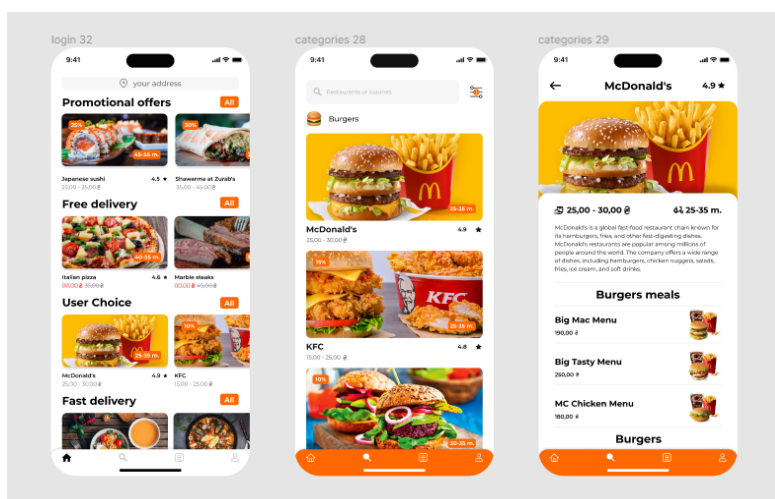 login 32
9:41
your address
Promotional offers
All
25%
45-55 m.
30%
Japanese sushi
4.5 ★
25,00 - 35,00 ₴
Shawerma at Zurab's
35,00 - 45,00 ₴
Free delivery
All
45-55 m.
Italian pizza
4.6 ★
00,00 ₴ 35,00 ₴
Marble steaks
00,00 ₴ 45,00 ₴
User Choice
All
25-35 m.
10%
McDonald's
4.9 ★
25,00 - 30,00 ₴
KFC
15,00 - 25,00 ₴
Fast delivery
All
categories 28
9:41
Restaurants or cuisines
Burgers
25-35 m.
McDonald's
4.9 ★
25,00 - 30,00 ₴
15%
KFC
25-35 m.
KFC
4.8 ★
15,00 - 25,00 ₴
10%
30-35 m.
categories 29
9:41
McDonald's
4.9 ★
25,00 - 30,00 ₴
25-35 m.
McDonald's is a global fast-food restaurant chain known for
its hamburgers, fries, and other fast-digesting dishes.
McDonald's restaurants are popular among millions of
people around the world. The company offers a wide range
of dishes, including hamburgers, chicken nuggets, salads,
fries, ice cream, and soft drinks.
Burgers meals
Big Mac Menu
190,00 ₴
Big Tasty Menu
250,00 ₴
MC Chicken Menu
180,00 ₴
Burgers